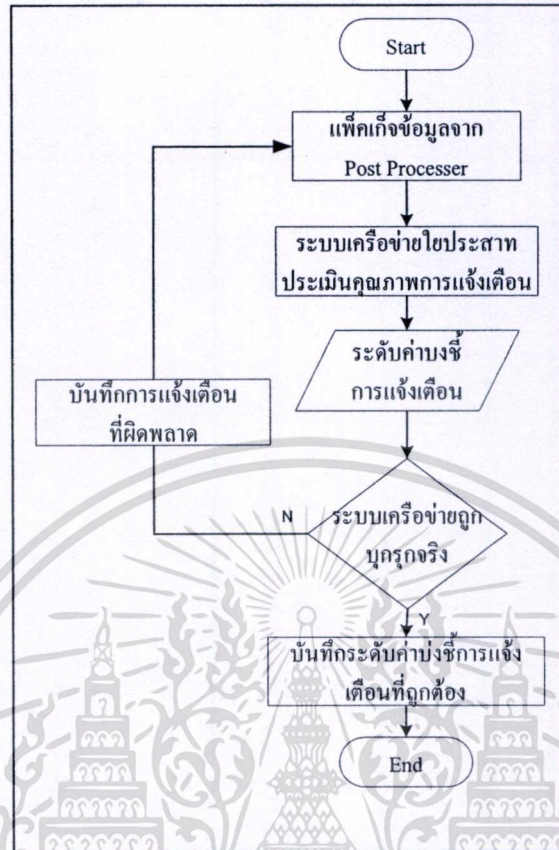 Start
แพ็คเก็จข้อมูลจาก
Post Processer
ระบบเครือข่ายใยประสาท
ประเมินคุณภาพการแจ้งเตือน
ระดับค่าบงชี้
การแจ้งเตือน
บันทึกการแจ้งเตือน
ที่ผิดพลาด
N
ระบบเครือข่ายถูก
บุกรุกจริง
Y
บันทึกระดับค่าบ่งชี้การแจ้ง
เตือนที่ถูกต้อง
End